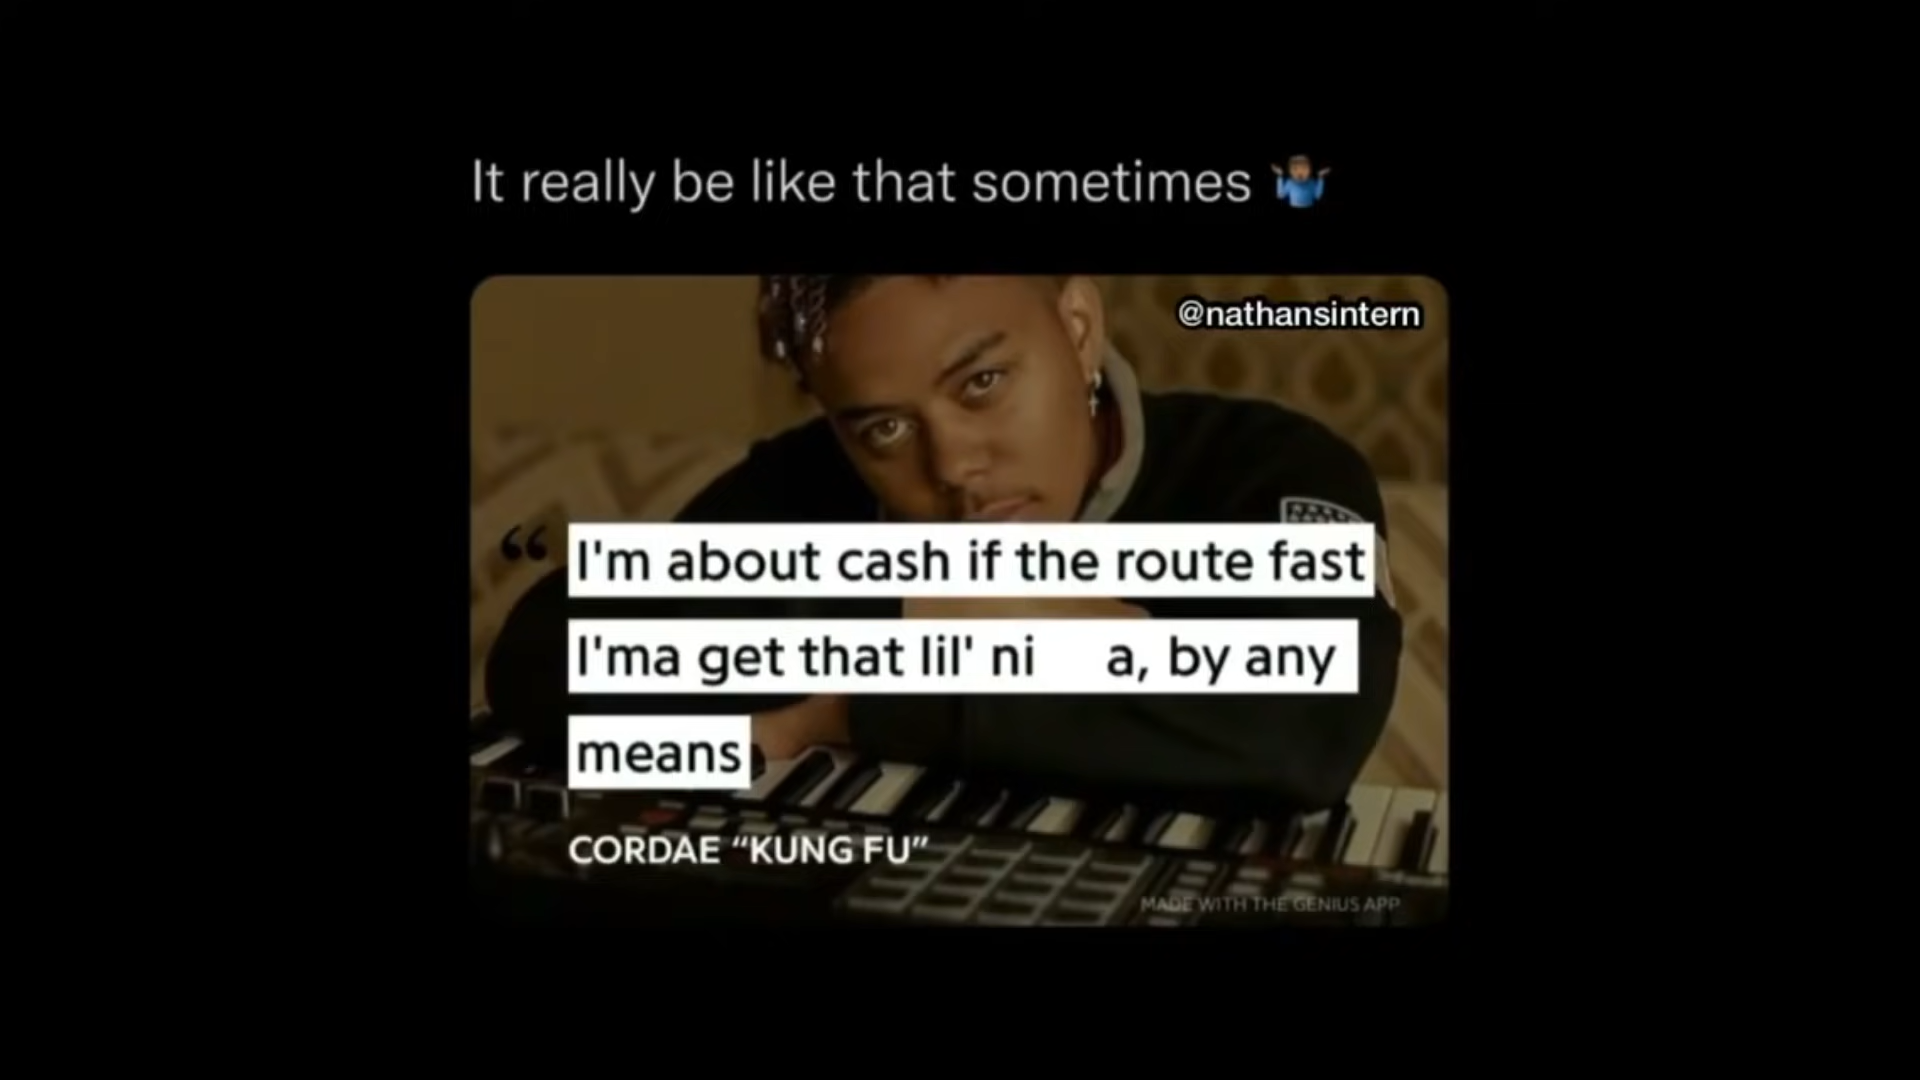 It really be like that sometimes 🤷🏾‍♂️
@nathansintern
“ I'm about cash if the route fast
I'ma get that lil' ni a, by any
means
CORDAE “KUNG FU”
MADE WITH THE GENIUS APP